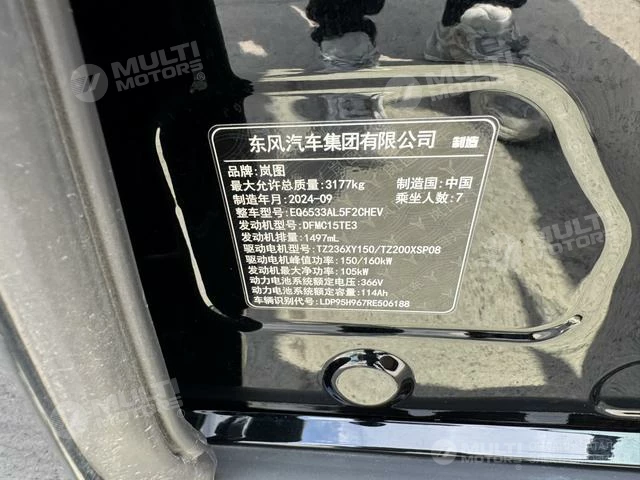 MULTI MOTORS
东风汽车集团有限公司 制造
品牌:岚图
最大允许总质量:3177kg 制造国:中国
制造年月:2024-09 乘坐人数:7
整车型号:EQ6533AL5F2CHEV
发动机型号:DFMC15TE3
发动机排量:1497mL
驱动电机型号:TZ236XY150/TZ200XSP08
驱动电机峰值功率:150/160kW
发动机最大净功率:105kW
动力电池系统额定电压:366V
动力电池系统额定容量:114Ah
车辆识别代号:LDP95H967RE506188
MULTI MOTORS
MULTI MOTORS